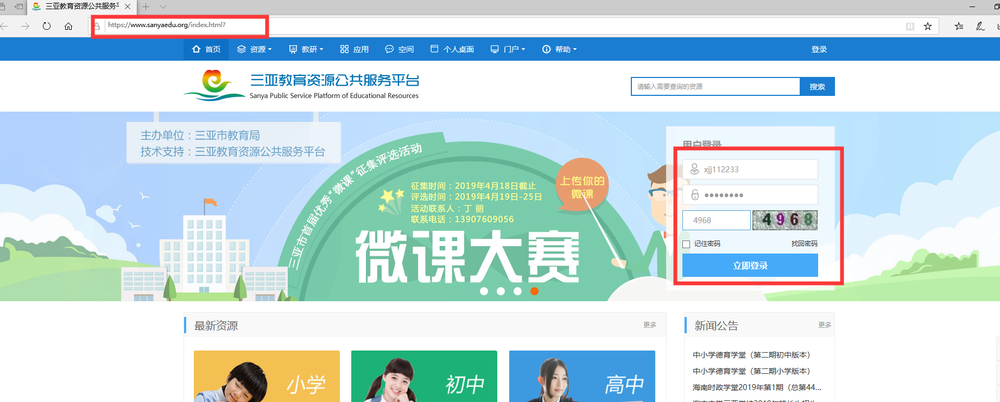 三亚教育资源公共服务平
https://www.sanyaedu.org/index.html?
首页 资源 教研 应用 空间 个人桌面 门户 帮助 登录
三亚教育资源公共服务平台
Sanya Public Service Platform of Educational Resources
请输入需要查询的资源 搜索
主办单位：三亚市教育局
技术支持：三亚教育资源公共服务平台
三亚市首届优秀“微课”征集评选活动
征集时间：2019年4月18日截止
评选时间：2019年4月19日-25日
活动联系人：丁 丽
联系电话：13907609056
上传你的
微课
微课大赛
用户登录
xjj112233
4968 4968
记住密码 找回密码
立即登录
最新资源 更多
小学 初中 高中
新闻公告 更多
中小学德育学堂（第二期初中版本）
中小学德育学堂（第二期小学版本）
海南时政学堂2019年第1期（总第44...